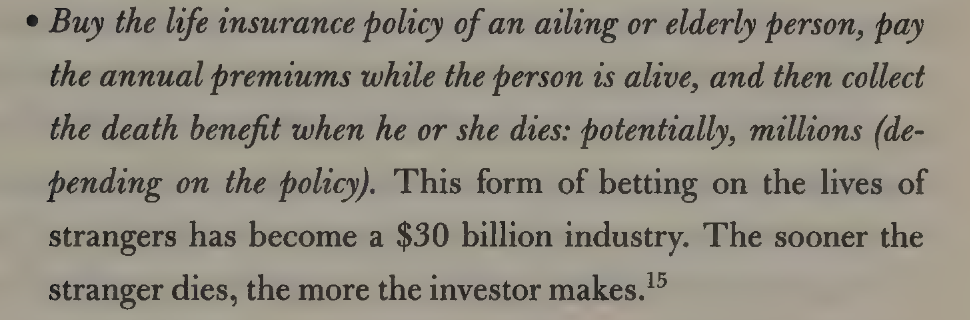 • Buy the life insurance policy of an ailing or elderly person, pay
the annual premiums while the person is alive, and then collect
the death benefit when he or she dies: potentially, millions (de-
pending on the policy). This form of betting on the lives of
strangers has become a $30 billion industry. The sooner the
stranger dies, the more the investor makes.15